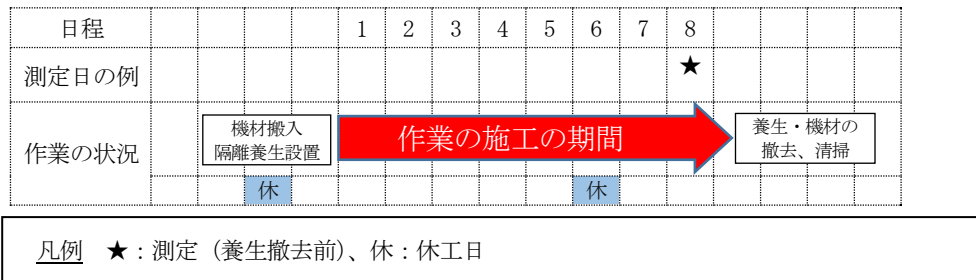 日程 1 2 3 4 5 6 7 8
測定日の例 ★
作業の状況
機材搬入
隔離養生設置
作業の施工の期間
養生・機材の
撤去、清掃
休 休
凡例 ★：測定（養生撤去前）、休：休工日